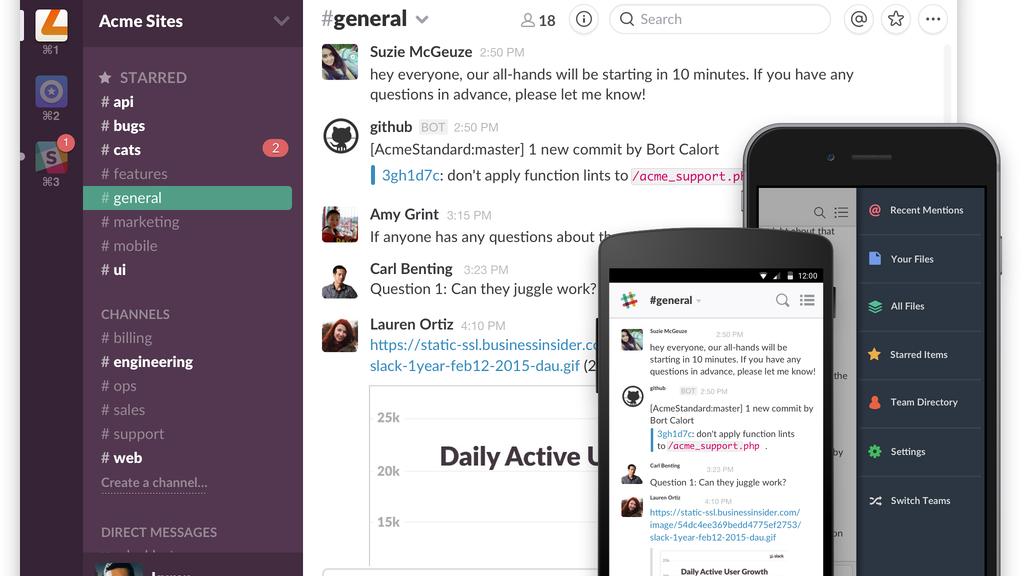 Acme Sites
⌘1
⌘2
1
⌘3
STARRED
# api
# bugs
# cats
2
# features
# general
# marketing
# mobile
# ui
CHANNELS
# billing
# engineering
# ops
# sales
# support
# web
Create a channel...
DIRECT MESSAGES
#general
18
Search
Suzie McGeuze 2:50 PM
hey everyone, our all-hands will be starting in 10 minutes. If you have any
questions in advance, please let me know!
github BOT 2:50 PM
[AcmeStandard:master] 1 new commit by Bort Calort
3gh1d7c: don't apply function lints to /acme_support.ph
Amy Grint 3:15 PM
If anyone has any questions about th
Carl Benting 3:23 PM
Question 1: Can they juggle work?
Lauren Ortiz 4:10 PM
https://static-ssl.businessinsider.co
slack-1year-feb12-2015-dau.gif (2
25k
Daily Active U
20k
15k
12:00
#general
Suzie McGeuze 2:50 PM
hey everyone, our all-hands will be
starting in 10 minutes. If you have any
questions in advance, please let me know!
github BOT 2:50 PM
[AcmeStandard:master] 1 new commit by
Bort Calort
3gh1d7c: don't apply function lints
to /acme_support.php .
Carl Benting 3:23 PM
Question 1: Can they juggle work?
Lauren Ortiz 4:10 PM
https://static-ssl.businessinsider.com/
image/54dc4ee369bedd4775ef2753/
slack-1year-feb12-2015-dau.gif
slack
Daily Active User Growth
about that
the
by
on
Recent Mentions
Your Files
All Files
Starred Items
Team Directory
Settings
Switch Teams